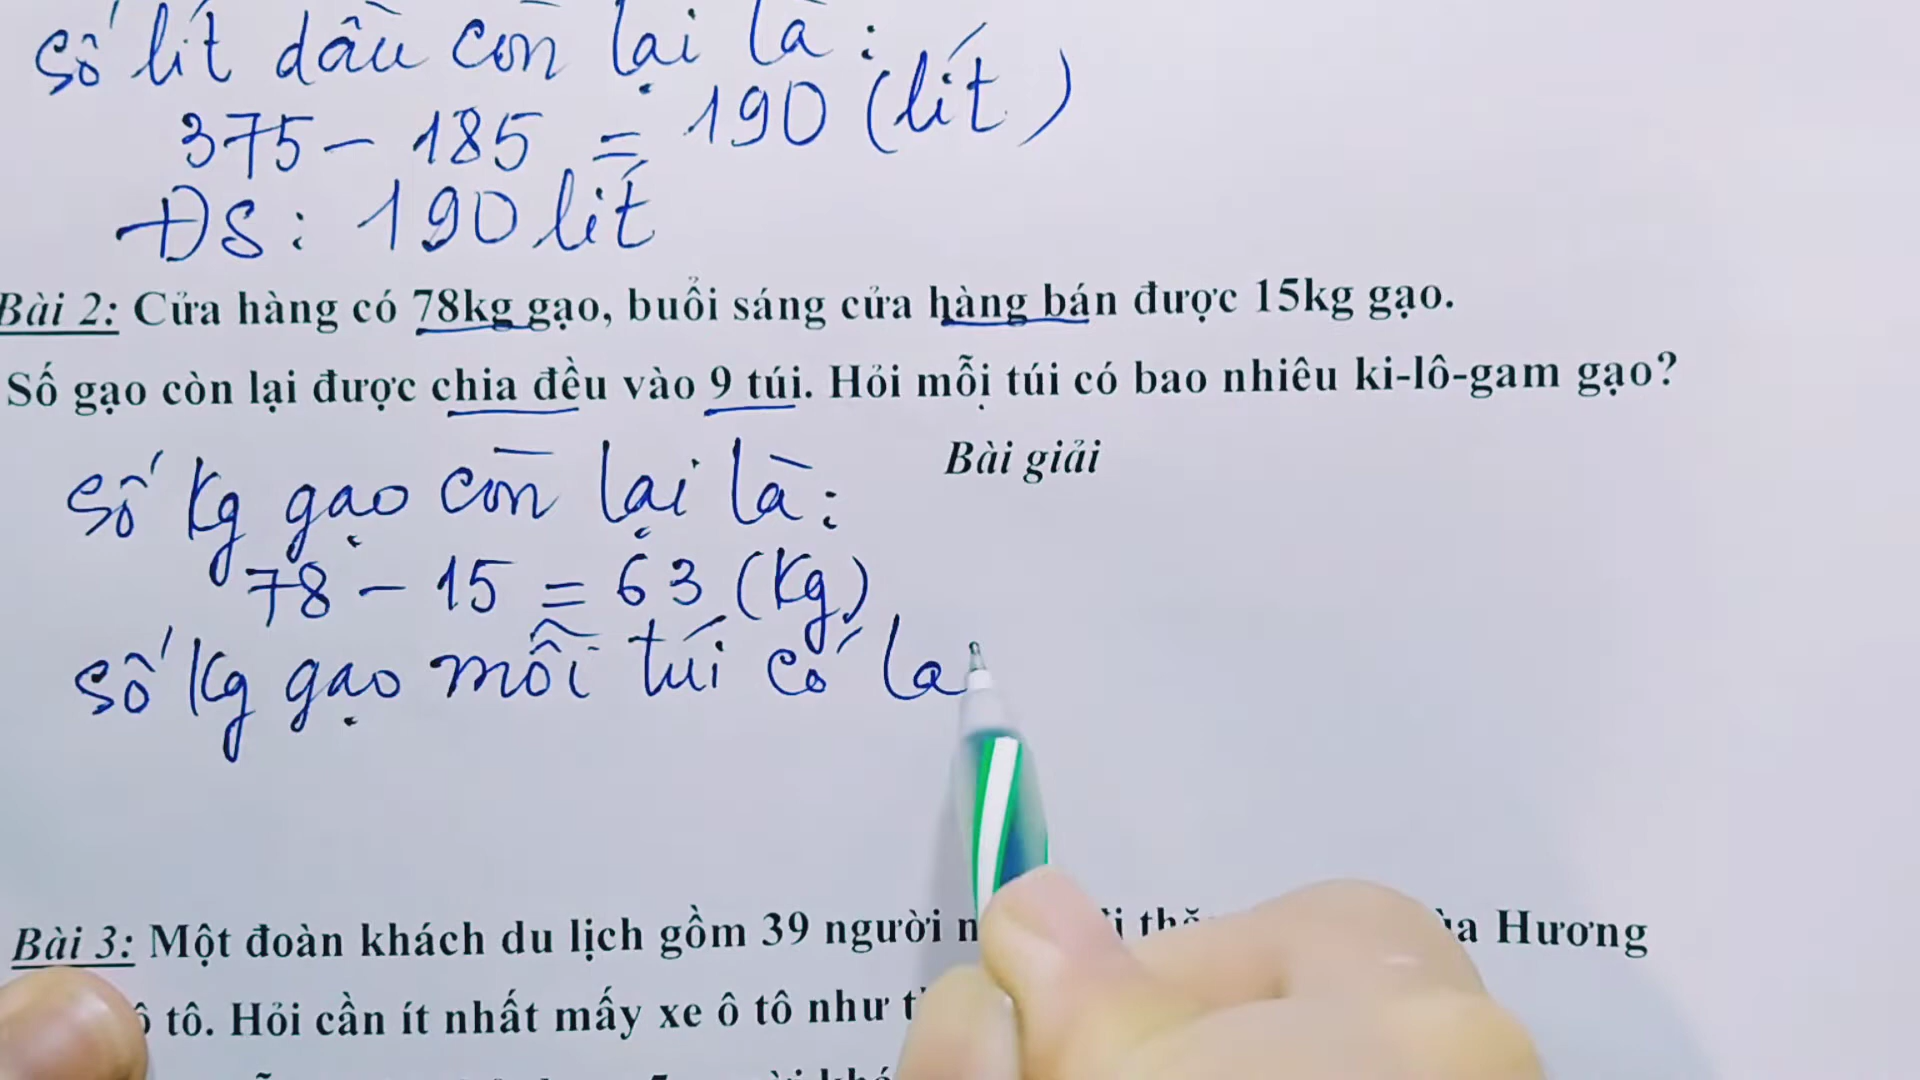 Số lít dầu còn lại là:
375 - 185 = 190 (lít)
ĐS: 190 lít
Bài 2: Cửa hàng có 78kg gạo, buổi sáng cửa hàng bán được 15kg gạo.
Số gạo còn lại được chia đều vào 9 túi. Hỏi mỗi túi có bao nhiêu ki-lô-gam gạo?
Bài giải
Số kg gạo còn lại là:
78 - 15 = 63 (kg)
Số kg gạo mỗi túi có la
Bài 3: Một đoàn khách du lịch gồm 39 người Hương
tô. Hỏi cần ít nhất mấy xe ô tô như